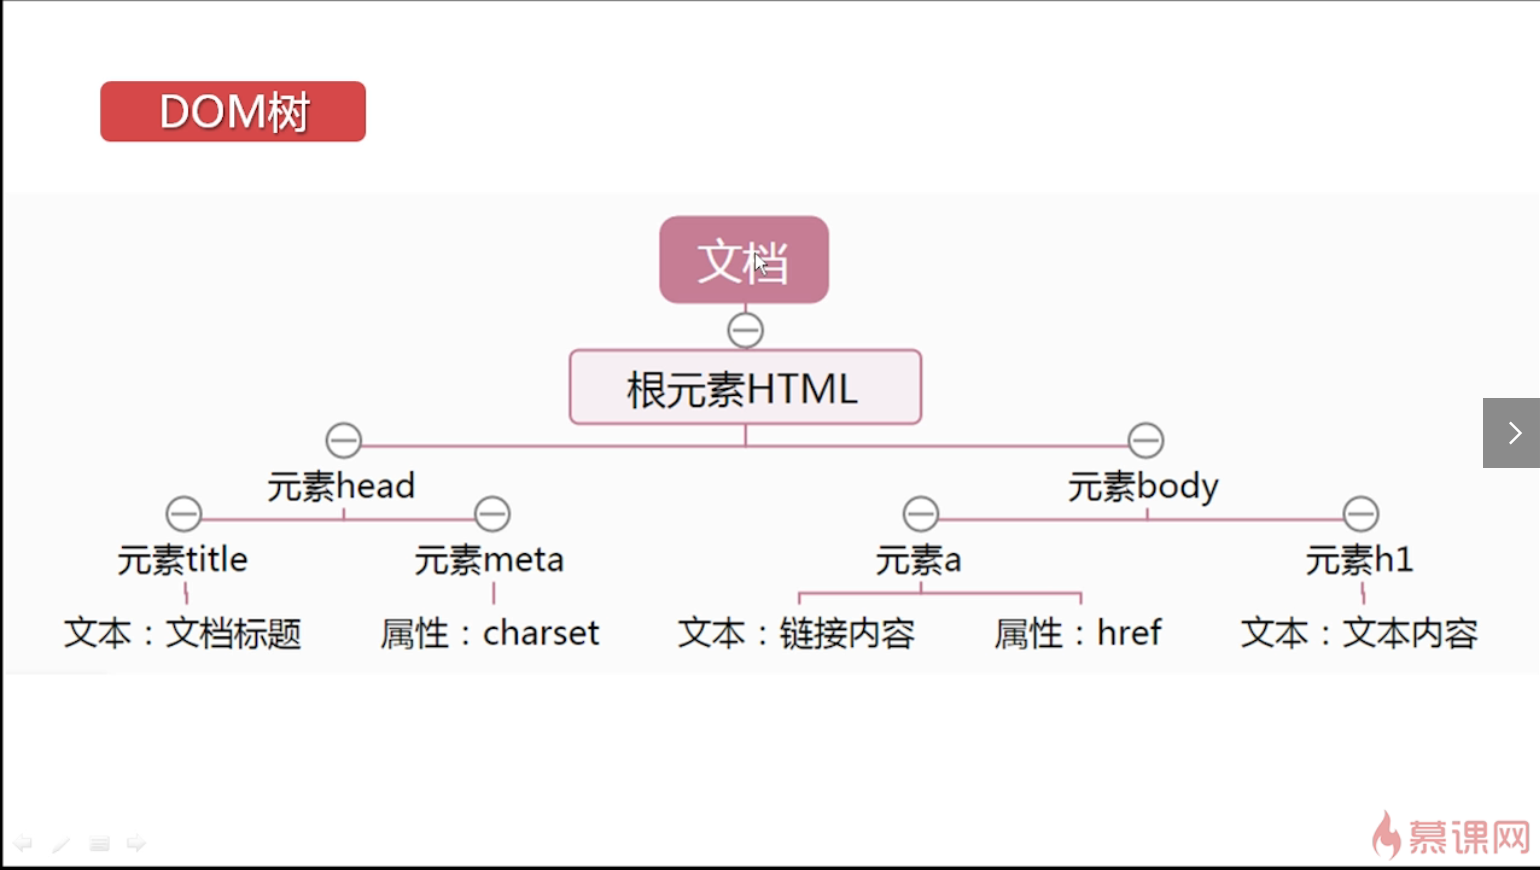 DOM树
文档
根元素HTML
元素head
元素body
元素title
元素meta
元素a
元素h1
文本：文档标题
属性：charset
文本：链接内容
属性：href
文本：文本内容
慕课网